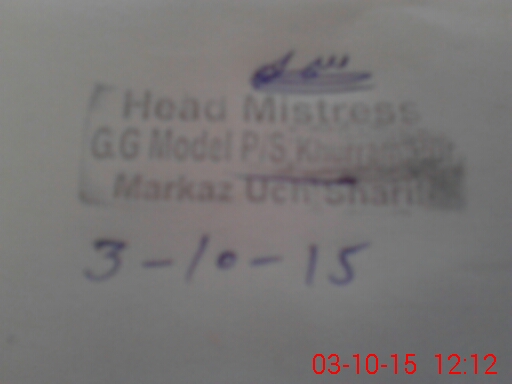 Head Mistress
G.G Model P/S
Markaz Uch Sharif
3-10-15
03-10-15 12:12